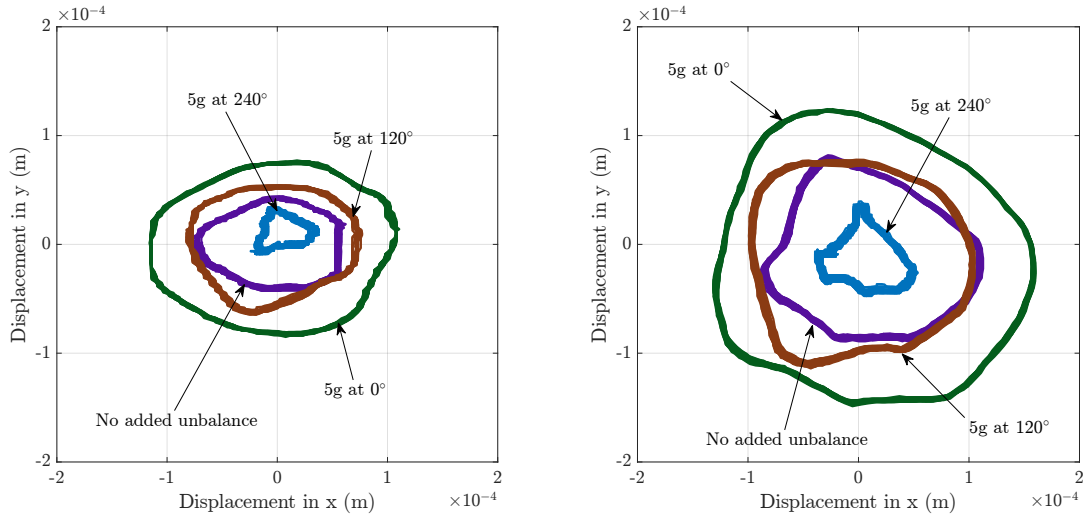 ×10⁻⁴
2
1
0
-1
-2
-2
-1
0
1
2
Displacement in y (m)
Displacement in x (m)
×10⁻⁴
5g at 240°
5g at 120°
5g at 0°
No added unbalance
×10⁻⁴
2
1
0
-1
-2
-2
-1
0
1
2
Displacement in y (m)
Displacement in x (m)
×10⁻⁴
5g at 0°
5g at 240°
No added unbalance
5g at 120°